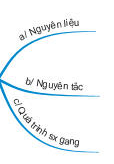 a/ Nguyên liệu
b/ Nguyên tắc
c/ Quá trình sx gang